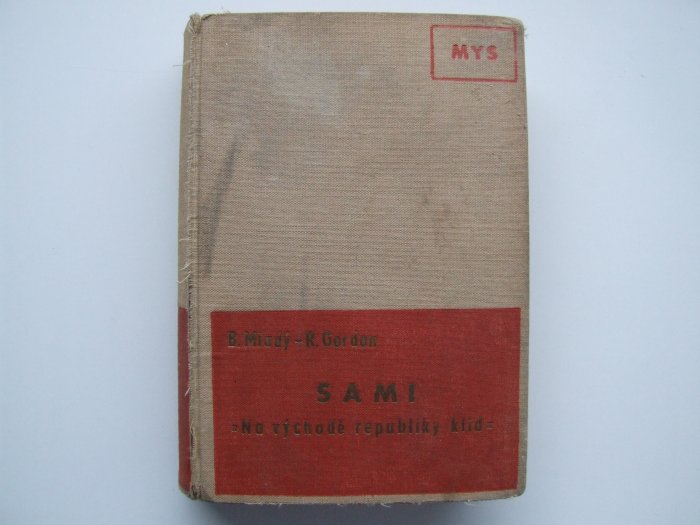 MYS
B. Mladý - R. Gordon
SAMI
»Na východě republiky klid«